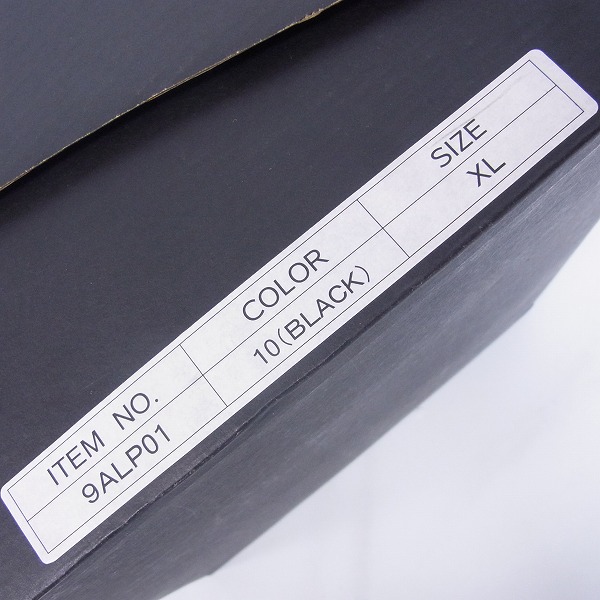 ITEM NO. COLOR SIZE
9ALP01 10(BLACK) XL